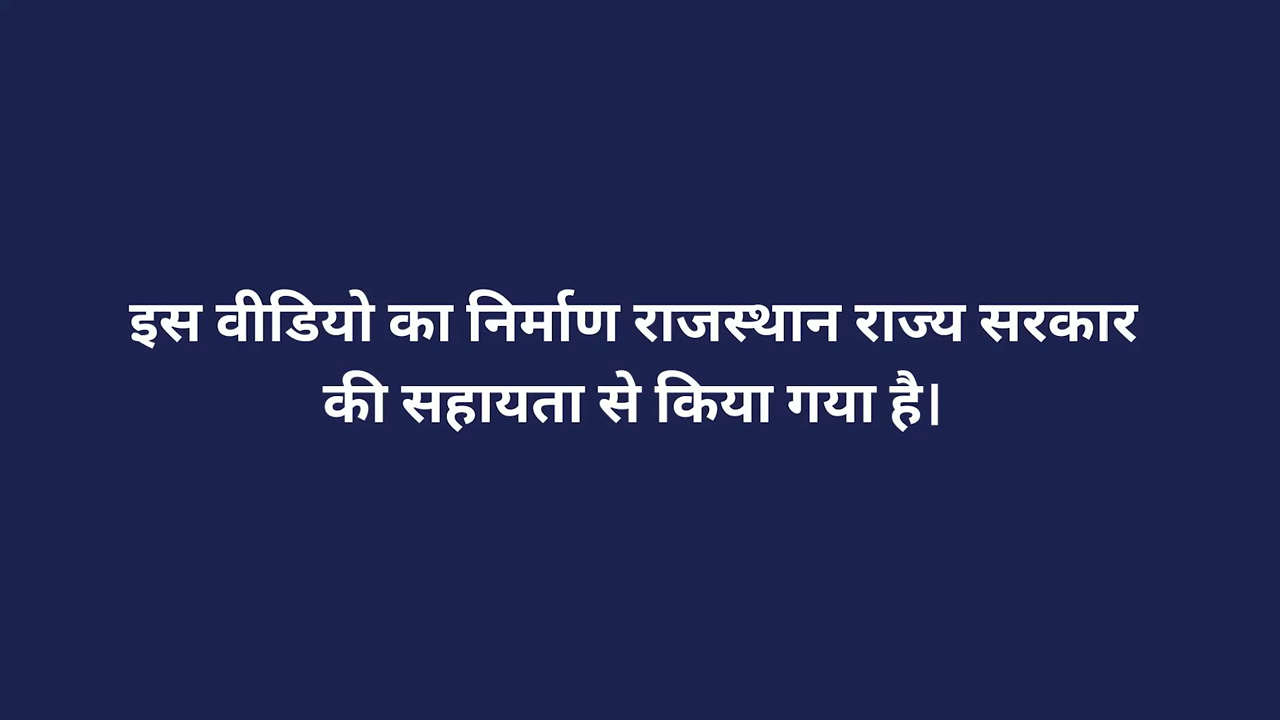 इस वीडियो का निर्माण राजस्थान राज्य सरकार
की सहायता से किया गया है।